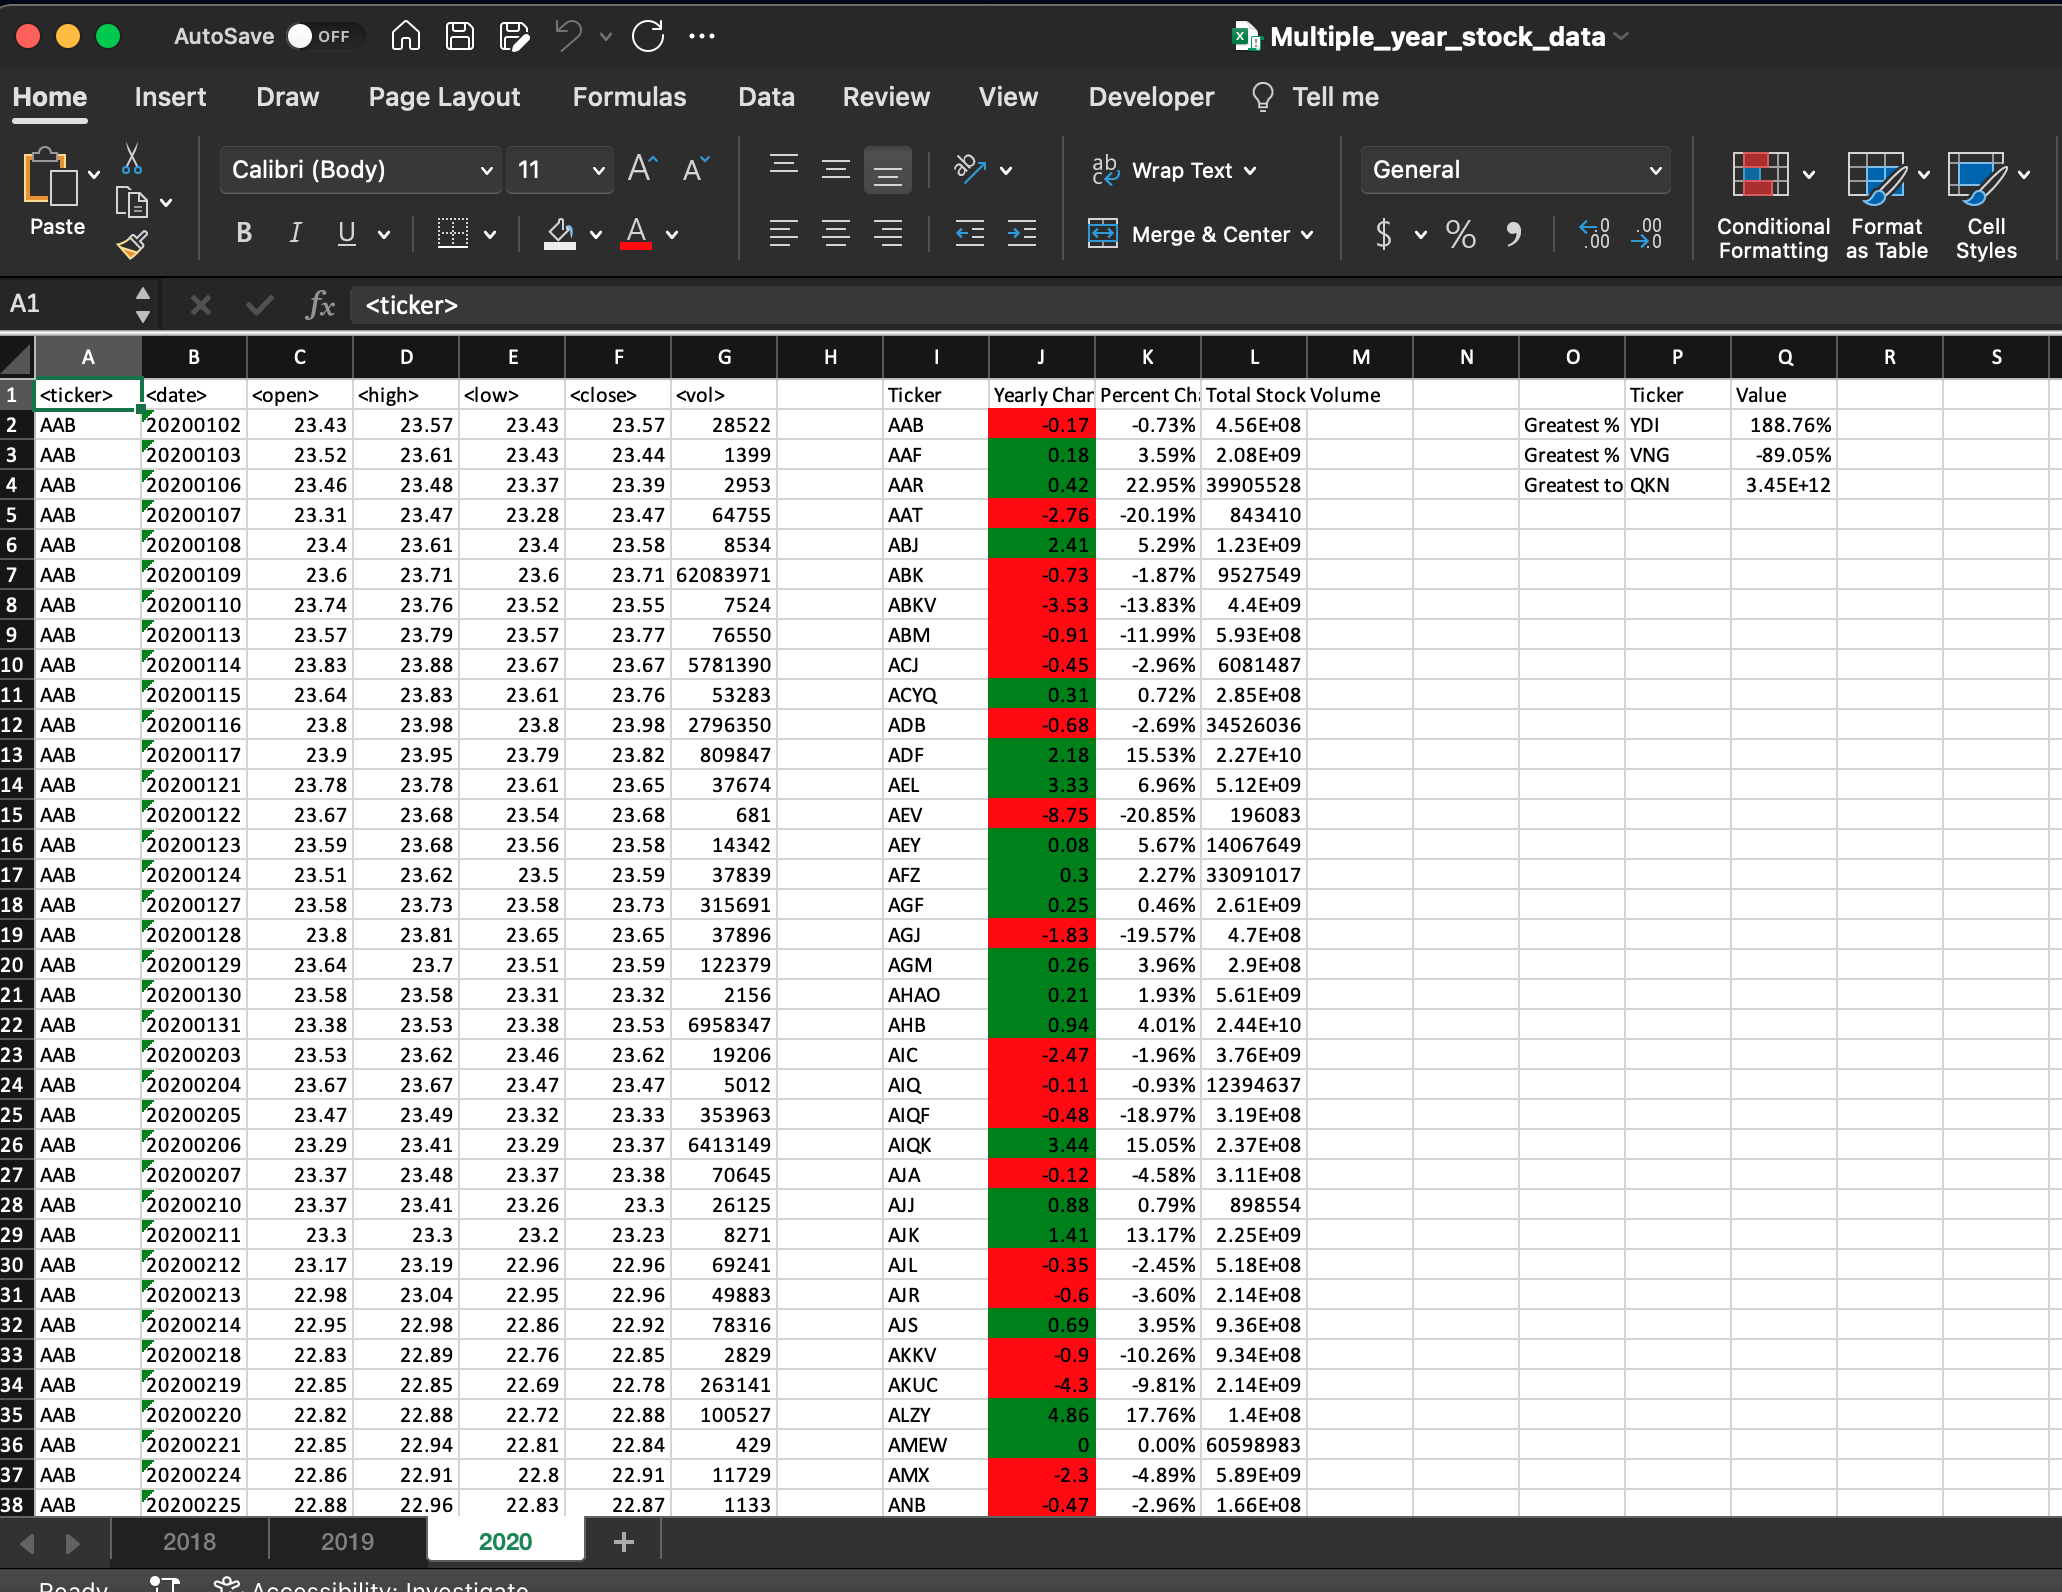 AutoSave OFF Multiple_year_stock_data
Home Insert Draw Page Layout Formulas Data Review View Developer Tell me
Paste Calibri (Body) 11 A A ab Wrap Text General
B I U A Merge & Center $ % Conditional Formatting Format as Table Cell Styles
A1 fx <ticker>
A B C D E F G H I J K L M N O P Q R S
1 <ticker> <date> <open> <high> <low> <close> <vol> Ticker Yearly Char Percent Ch Total Stock Volume Ticker Value
2 AAB 20200102 23.43 23.57 23.43 23.57 28522 AAB -0.17 -0.73% 4.56E+08 Greatest % YDI 188.76%
3 AAB 20200103 23.52 23.61 23.43 23.44 1399 AAF 0.18 3.59% 2.08E+09 Greatest % VNG -89.05%
4 AAB 20200106 23.46 23.48 23.37 23.39 2953 AAR 0.42 22.95% 39905528 Greatest to QKN 3.45E+12
5 AAB 20200107 23.31 23.47 23.28 23.47 64755 AAT -2.76 -20.19% 843410
6 AAB 20200108 23.4 23.61 23.4 23.58 8534 ABJ 2.41 5.29% 1.23E+09
7 AAB 20200109 23.6 23.71 23.6 23.71 62083971 ABK -0.73 -1.87% 9527549
8 AAB 20200110 23.74 23.76 23.52 23.55 7524 ABKV -3.53 -13.83% 4.4E+09
9 AAB 20200113 23.57 23.79 23.57 23.77 76550 ABM -0.91 -11.99% 5.93E+08
10 AAB 20200114 23.83 23.88 23.67 23.67 5781390 ACJ -0.45 -2.96% 6081487
11 AAB 20200115 23.64 23.83 23.61 23.76 53283 ACYQ 0.31 0.72% 2.85E+08
12 AAB 20200116 23.8 23.98 23.8 23.98 2796350 ADB -0.68 -2.69% 34526036
13 AAB 20200117 23.9 23.95 23.79 23.82 809847 ADF 2.18 15.53% 2.27E+10
14 AAB 20200121 23.78 23.78 23.61 23.65 37674 AEL 3.33 6.96% 5.12E+09
15 AAB 20200122 23.67 23.68 23.54 23.68 681 AEV -8.75 -20.85% 196083
16 AAB 20200123 23.59 23.68 23.56 23.58 14342 AEY 0.08 5.67% 14067649
17 AAB 20200124 23.51 23.62 23.5 23.59 37839 AFZ 0.3 2.27% 33091017
18 AAB 20200127 23.58 23.73 23.58 23.73 315691 AGF 0.25 0.46% 2.61E+09
19 AAB 20200128 23.8 23.81 23.65 23.65 37896 AGJ -1.83 -19.57% 4.7E+08
20 AAB 20200129 23.64 23.7 23.51 23.59 122379 AGM 0.26 3.96% 2.9E+08
21 AAB 20200130 23.58 23.58 23.31 23.32 2156 AHAO 0.21 1.93% 5.61E+09
22 AAB 20200131 23.38 23.53 23.38 23.53 6958347 AHB 0.94 4.01% 2.44E+10
23 AAB 20200203 23.53 23.62 23.46 23.62 19206 AIC -2.47 -1.96% 3.76E+09
24 AAB 20200204 23.67 23.67 23.47 23.47 5012 AIQ -0.11 -0.93% 12394637
25 AAB 20200205 23.47 23.49 23.32 23.33 353963 AIQF -0.48 -18.97% 3.19E+08
26 AAB 20200206 23.29 23.41 23.29 23.37 6413149 AIQK 3.44 15.05% 2.37E+08
27 AAB 20200207 23.37 23.48 23.37 23.38 70645 AJA -0.12 -4.58% 3.11E+08
28 AAB 20200210 23.37 23.41 23.26 23.3 26125 AJJ 0.88 0.79% 898554
29 AAB 20200211 23.3 23.3 23.2 23.23 8271 AJK 1.41 13.17% 2.25E+09
30 AAB 20200212 23.17 23.19 22.96 22.96 69241 AJL -0.35 -2.45% 5.18E+08
31 AAB 20200213 22.98 23.04 22.95 22.96 49883 AJR -0.6 -3.60% 2.14E+08
32 AAB 20200214 22.95 22.98 22.86 22.92 78316 AJS 0.69 3.95% 9.36E+08
33 AAB 20200218 22.83 22.89 22.76 22.85 2829 AKKV -0.9 -10.26% 9.34E+08
34 AAB 20200219 22.85 22.85 22.69 22.78 263141 AKUC -4.3 -9.81% 2.14E+09
35 AAB 20200220 22.82 22.88 22.72 22.88 100527 ALZY 4.86 17.76% 1.4E+08
36 AAB 20200221 22.85 22.94 22.81 22.84 429 AMEW 0 0.00% 60598983
37 AAB 20200224 22.86 22.91 22.8 22.91 11729 AMX -2.3 -4.89% 5.89E+09
38 AAB 20200225 22.88 22.96 22.83 22.87 1133 ANB -0.47 -2.96% 1.66E+08
2018 2019 2020 +
Ready Accessibility: Investigate